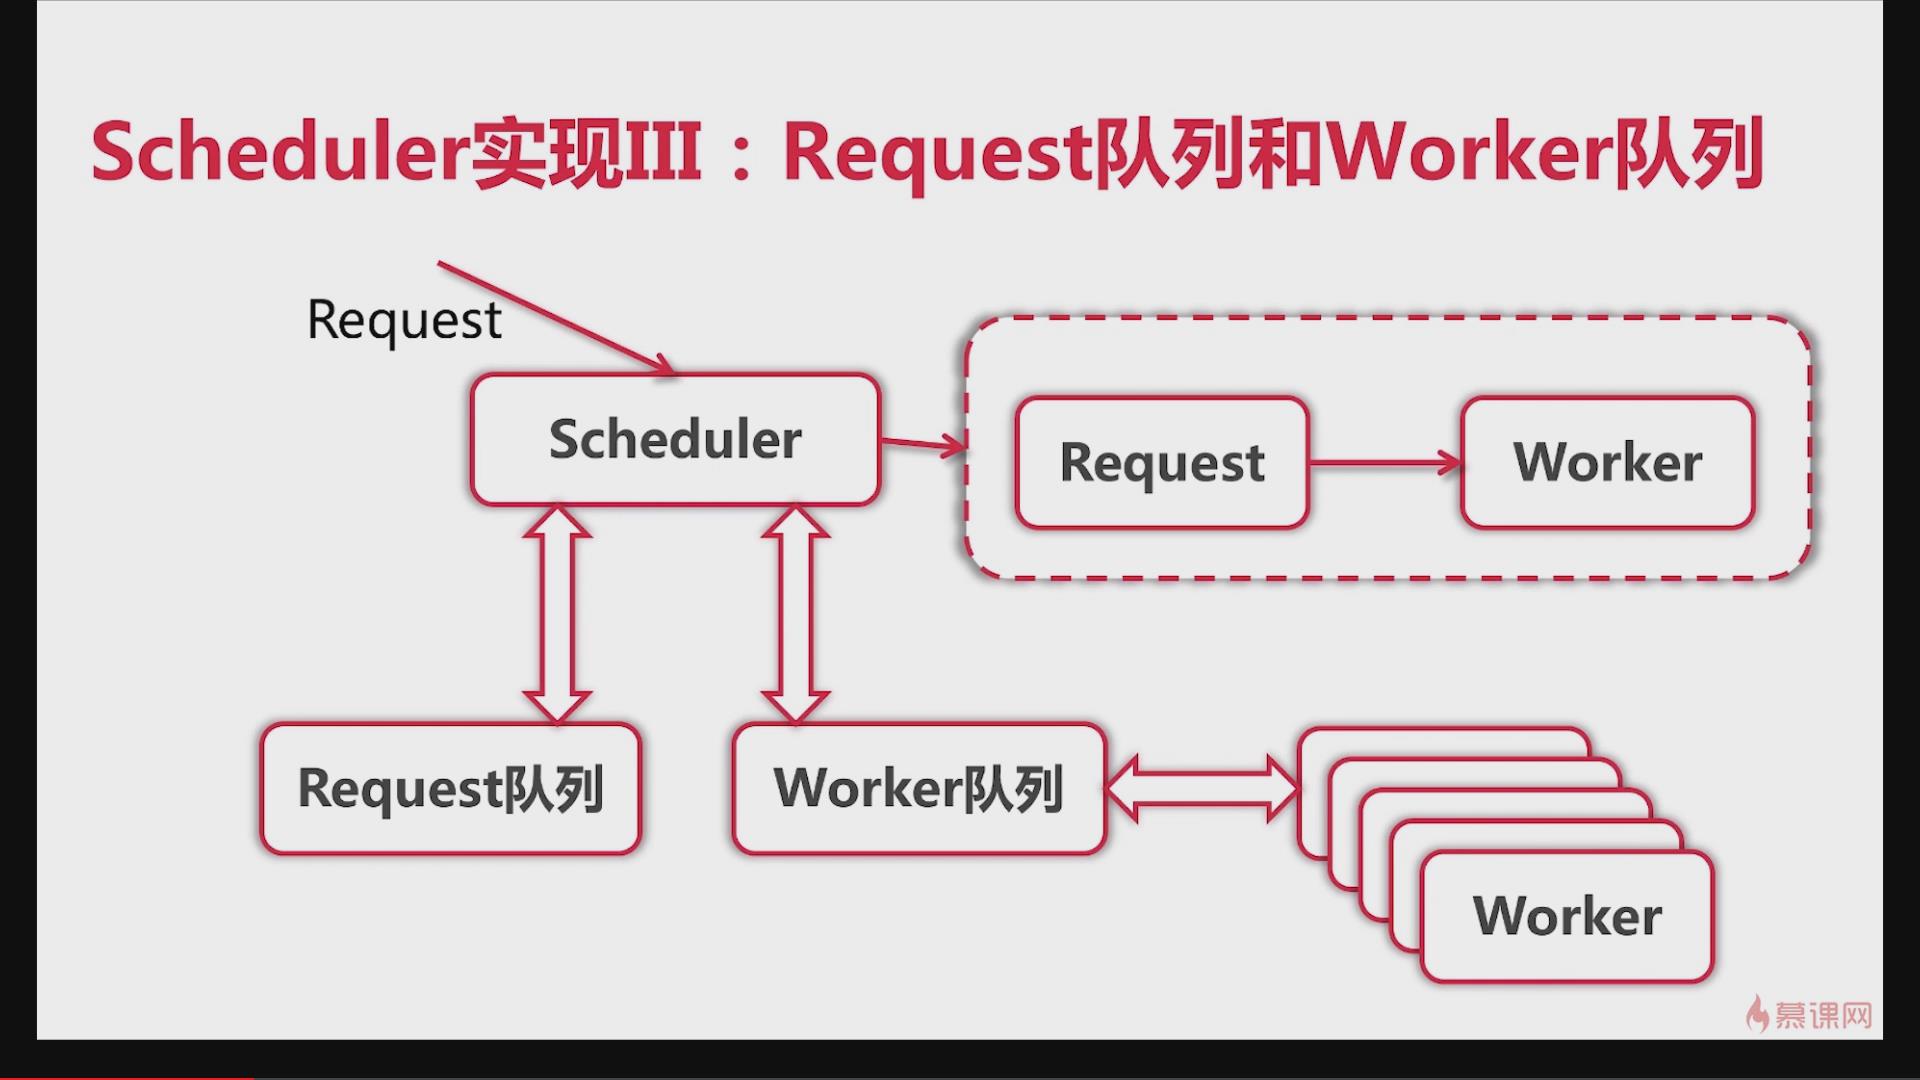 Scheduler实现III：Request队列和Worker队列
Request
Scheduler
Request
Worker
Request队列
Worker队列
Worker
慕课网